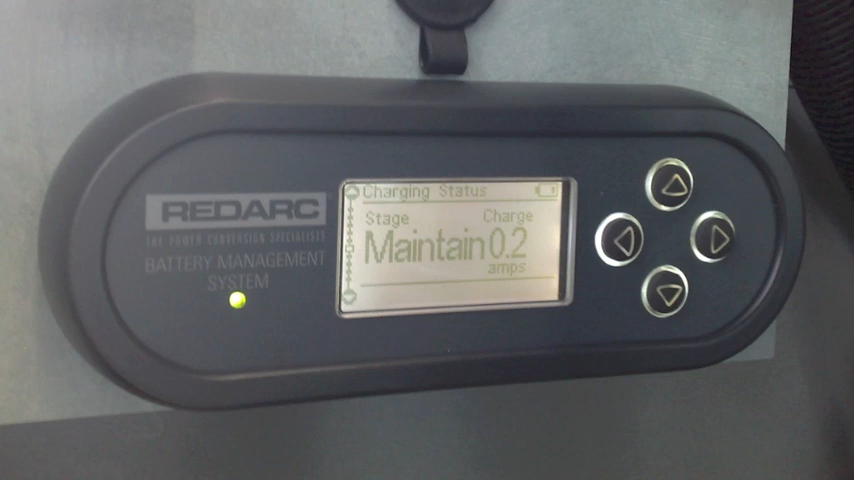 REDARC
THE POWER CONVERSION SPECIALISTS
BATTERY MANAGEMENT
SYSTEM
Charging Status
Stage Charge
Maintain 0.2
amps